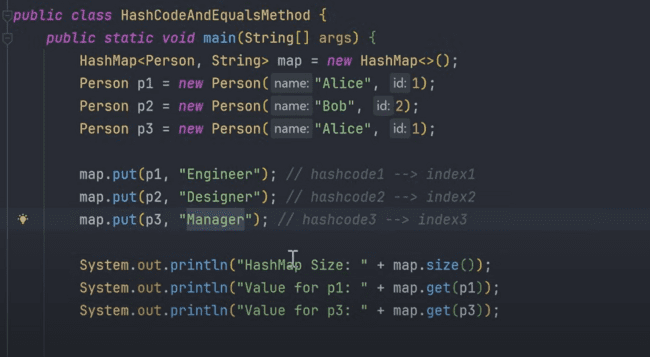 public class HashCodeAndEqualsMethod {
    public static void main(String[] args) {
        HashMap<Person, String> map = new HashMap<>();
        Person p1 = new Person( name: "Alice", id: 1);
        Person p2 = new Person( name: "Bob", id: 2);
        Person p3 = new Person( name: "Alice", id: 1);
        map.put(p1, "Engineer"); // hashcode1 --> index1
        map.put(p2, "Designer"); // hashcode2 --> index2
        map.put(p3, "Manager"); // hashcode3 --> index3
        System.out.println("HashMap Size: " + map.size());
        System.out.println("Value for p1: " + map.get(p1));
        System.out.println("Value for p3: " + map.get(p3));